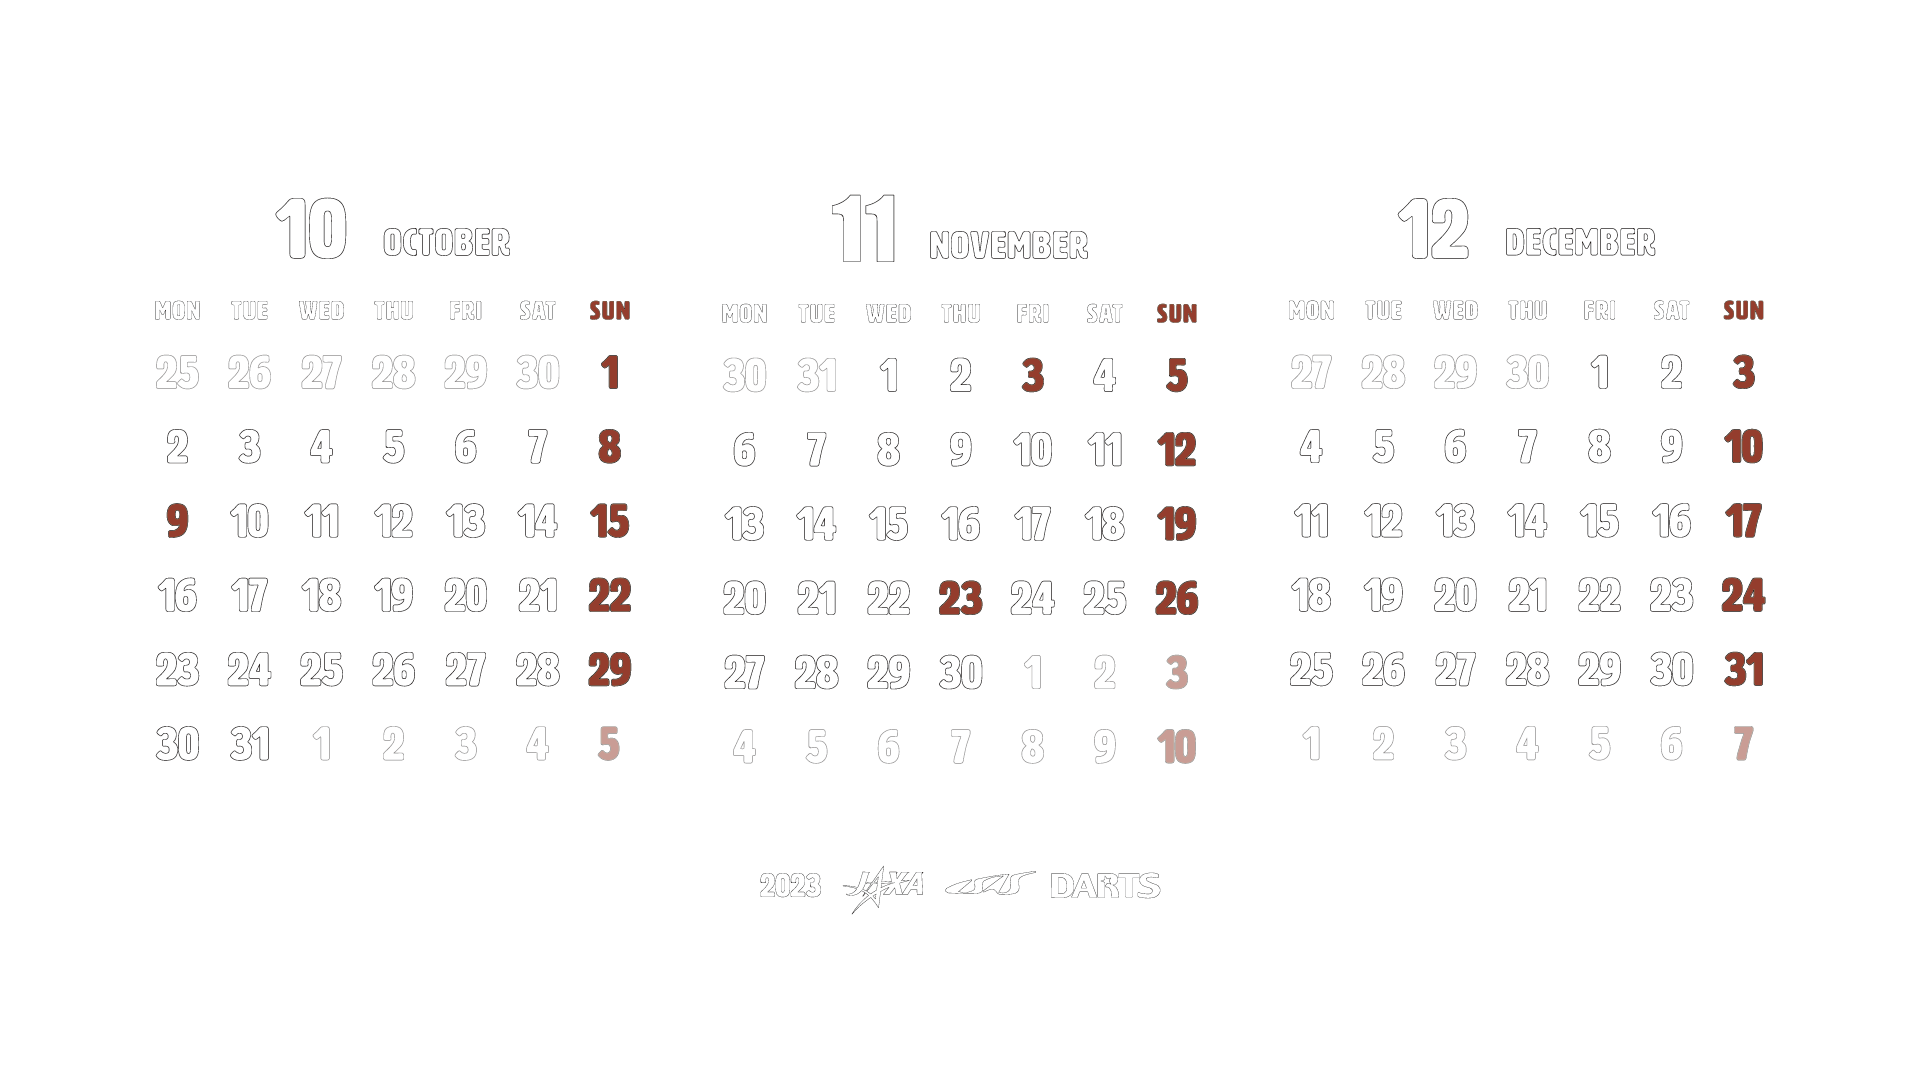 10 OCTOBER
MON TUE WED THU FRI SAT SUN
25 26 27 28 29 30 1
2 3 4 5 6 7 8
9 10 11 12 13 14 15
16 17 18 19 20 21 22
23 24 25 26 27 28 29
30 31 1 2 3 4 5
11 NOVEMBER
MON TUE WED THU FRI SAT SUN
30 31 1 2 3 4 5
6 7 8 9 10 11 12
13 14 15 16 17 18 19
20 21 22 23 24 25 26
27 28 29 30 1 2 3
4 5 6 7 8 9 10
12 DECEMBER
MON TUE WED THU FRI SAT SUN
27 28 29 30 1 2 3
4 5 6 7 8 9 10
11 12 13 14 15 16 17
18 19 20 21 22 23 24
25 26 27 28 29 30 31
1 2 3 4 5 6 7
2023 JAXA ISAS DARTS